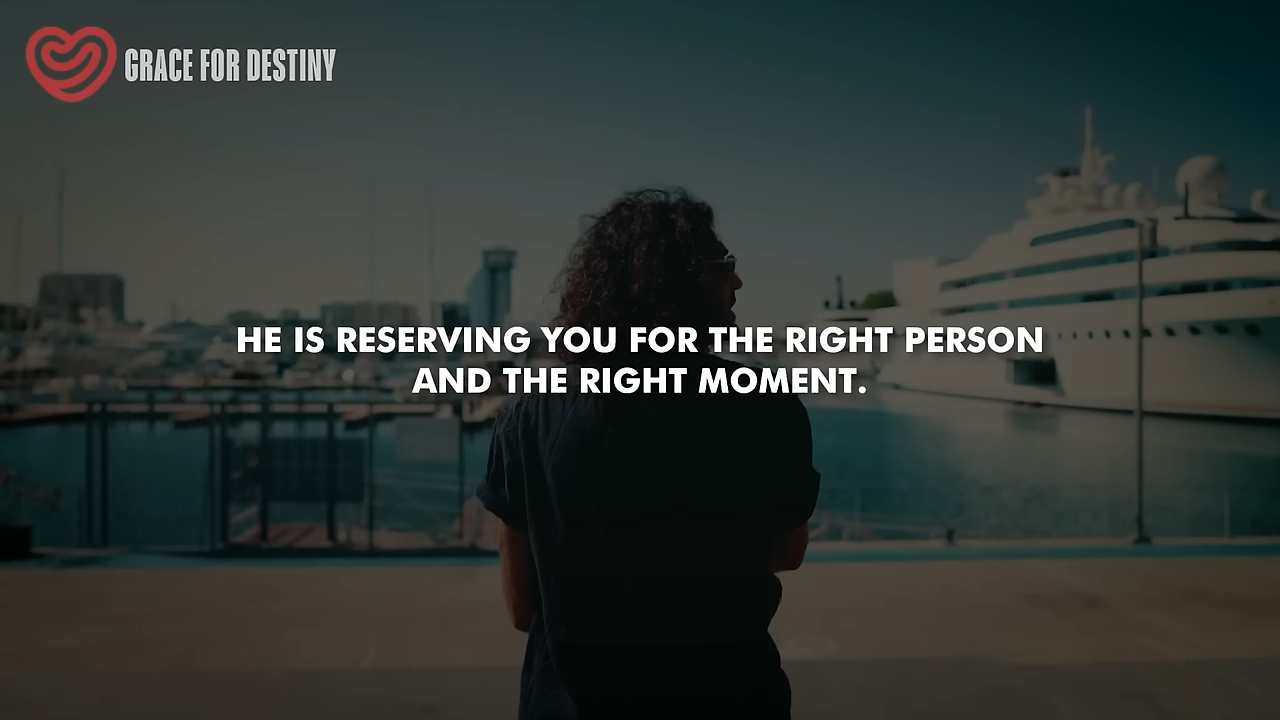 GRACE FOR DESTINY
HE IS RESERVING YOU FOR THE RIGHT PERSON
AND THE RIGHT MOMENT.